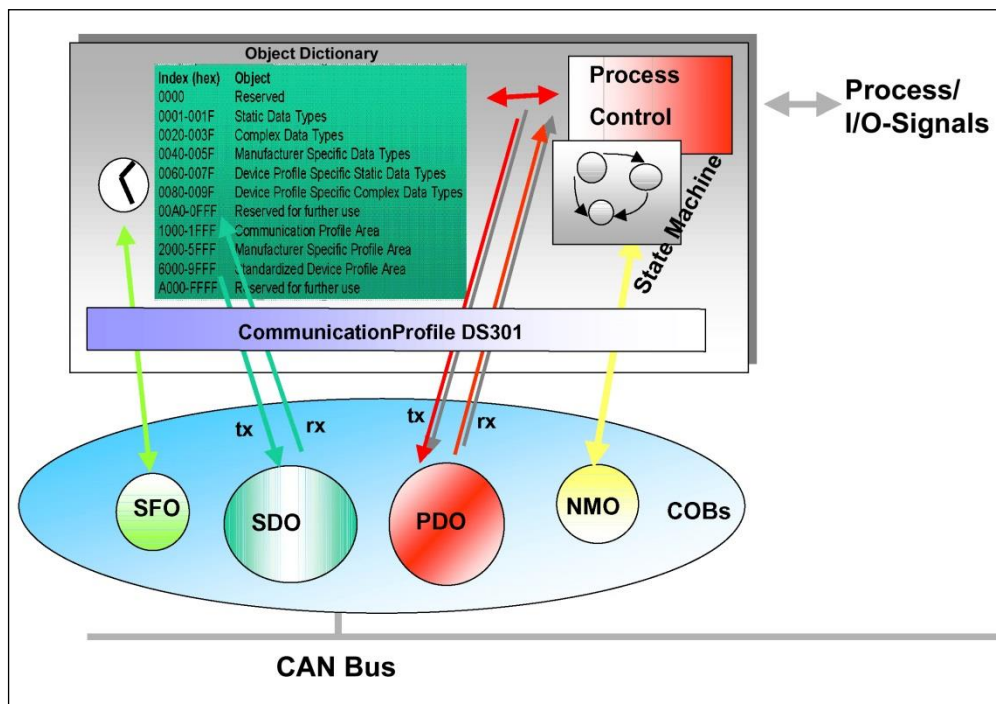 Object Dictionary
Index (hex) Object
0000 Reserved
0001-001F Static Data Types
0020-003F Complex Data Types
0040-005F Manufacturer Specific Data Types
0060-007F Device Profile Specific Static Data Types
0080-009F Device Profile Specific Complex Data Types
00A0-0FFF Reserved for further use
1000-1FFF Communication Profile Area
2000-5FFF Manufacturer Specific Profile Area
6000-9FFF Standardized Device Profile Area
A000-FFFF Reserved for further use
Process
Control
State Machine
Process/
I/O-Signals
CommunicationProfile DS301
tx
rx
tx
rx
SFO
SDO
PDO
NMO
COBs
CAN Bus